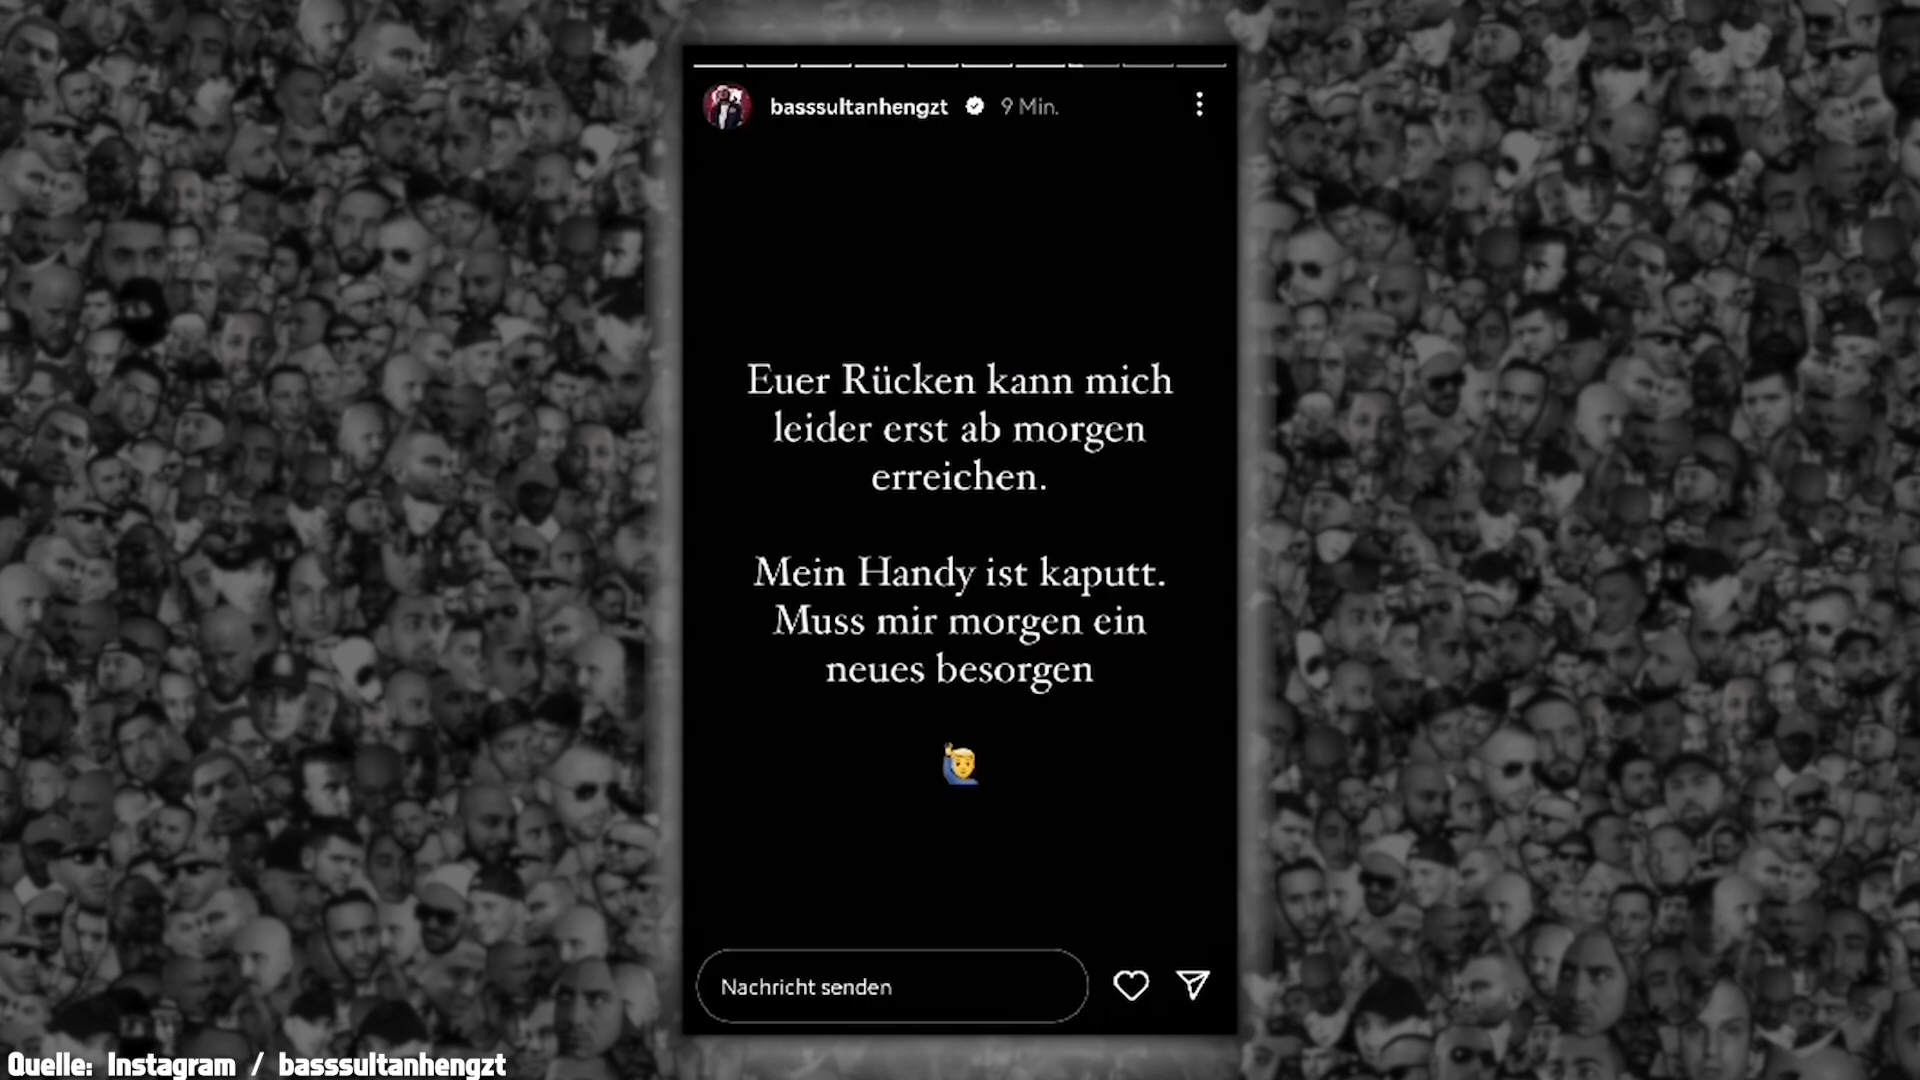 basssultanhengzt 9 Min.
Euer Rücken kann mich
leider erst ab morgen
erreichen.
Mein Handy ist kaputt.
Muss mir morgen ein
neues besorgen
🙋‍♂️
Nachricht senden
Quelle: Instagram / basssultanhengzt